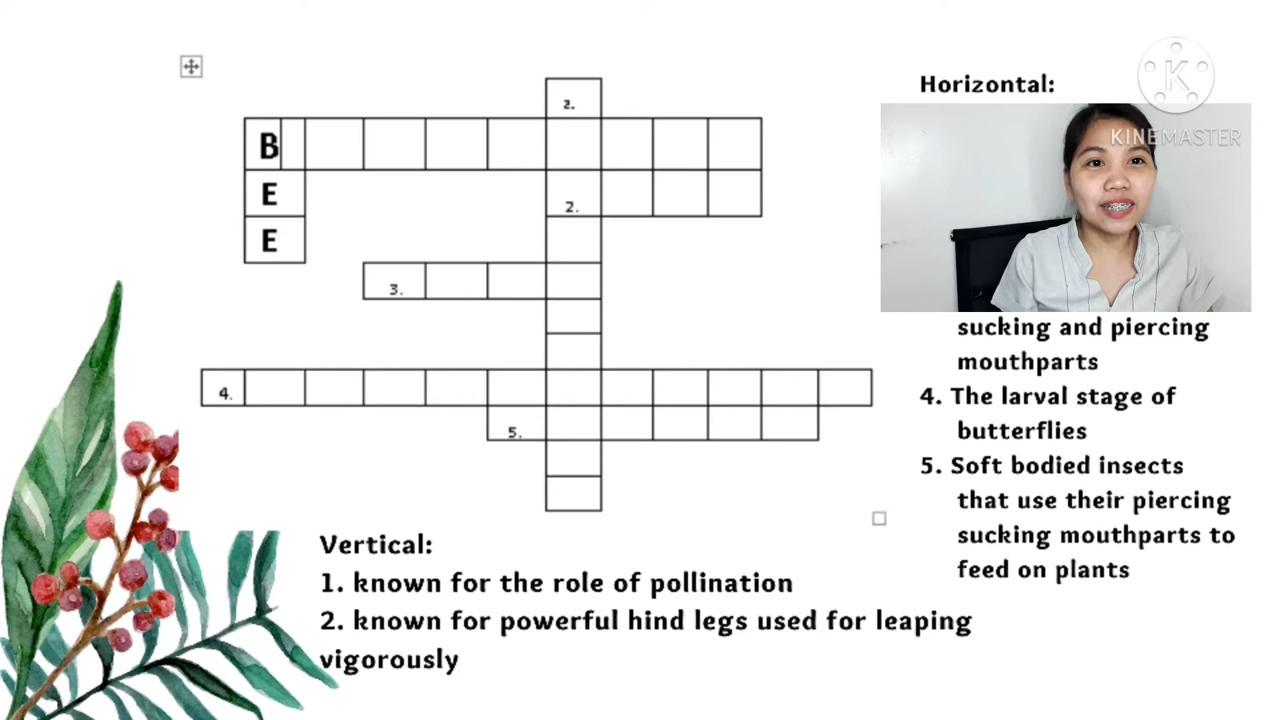 2.
B
E
2.
E
3.
4.
5.
Horizontal:
K
KINEMASTER
sucking and piercing
mouthparts
4. The larval stage of
butterflies
5. Soft bodied insects
that use their piercing
sucking mouthparts to
feed on plants
Vertical:
1. known for the role of pollination
2. known for powerful hind legs used for leaping
vigorously